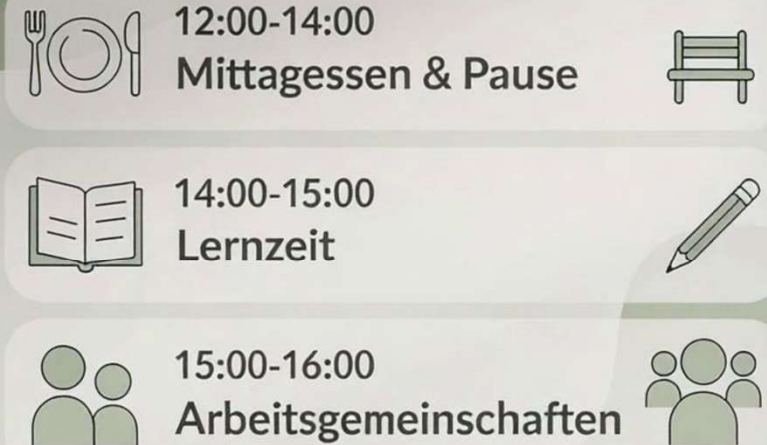 12:00-14:00
Mittagessen & Pause
14:00-15:00
Lernzeit
15:00-16:00
Arbeitsgemeinschaften